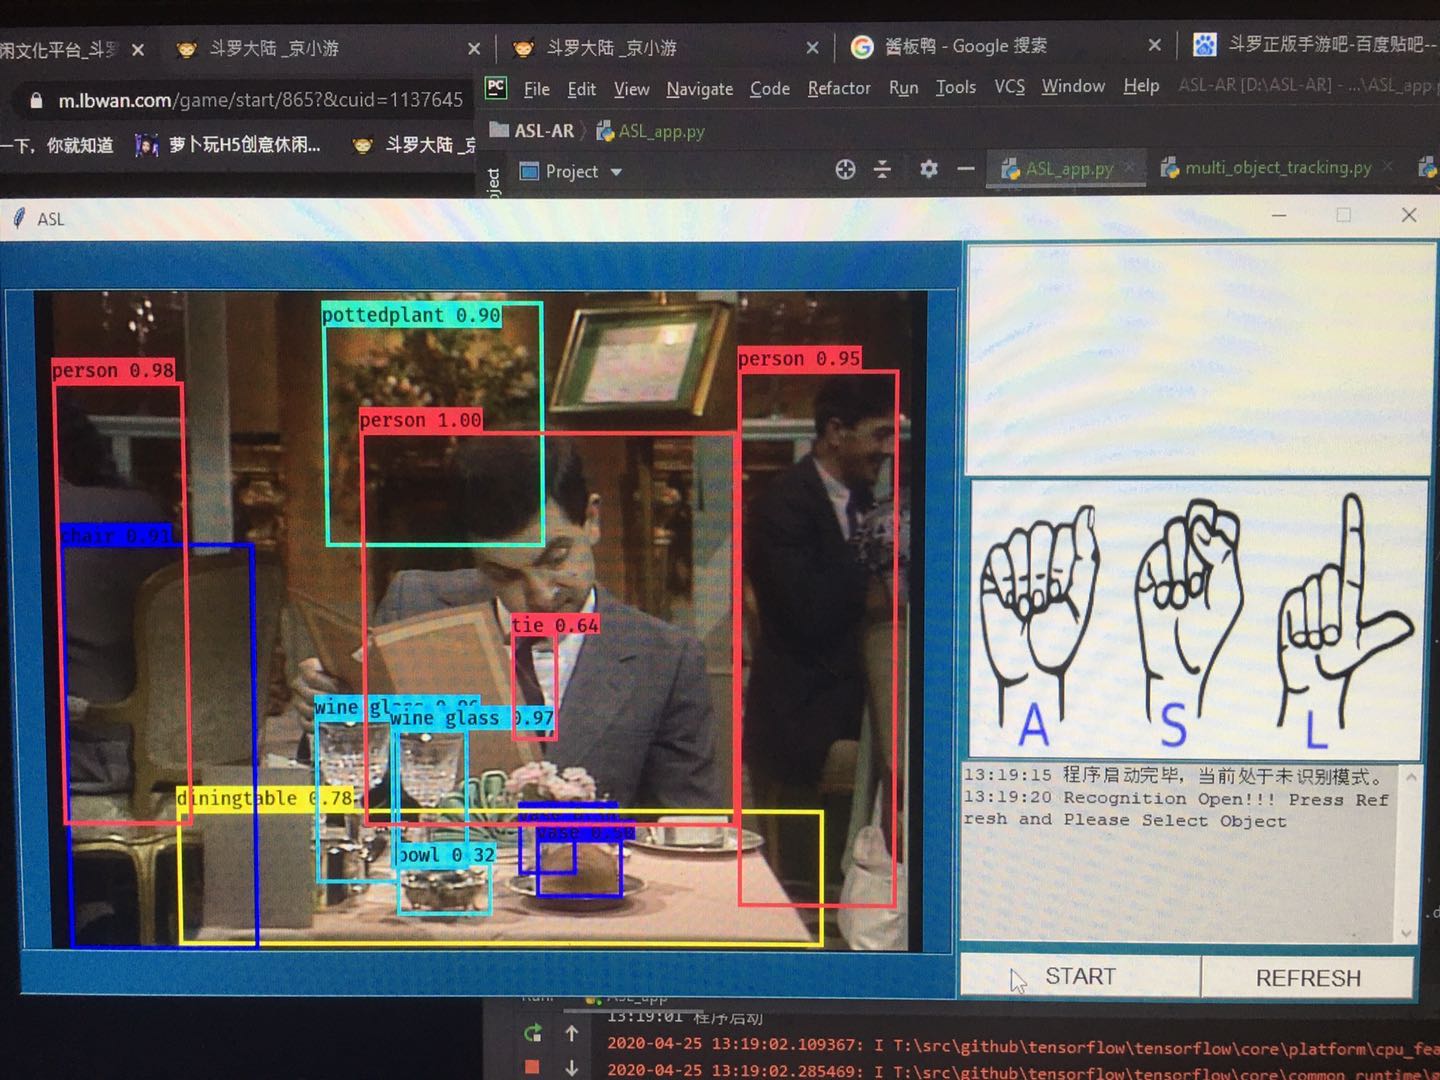 闲文化平台_斗罗
斗罗大陆 _京小游
斗罗大陆 _京小游
酱板鸭 - Google 搜索
斗罗正版手游吧-百度贴吧--
m.lbwan.com/game/start/865?&cuid=1137645
PC File Edit View Navigate Code Refactor Run Tools VCS Window Help ASL-AR [D:\ASL-AR] - ...\ASL_app.p
一下，你就知道
萝卜玩H5创意休闲...
斗罗大陆 _京
ASL-AR
ASL_app.py
Project
ASL_app.py
multi_object_tracking.py
ASL
pottedplant 0.90
person 0.98
person 0.95
person 1.00
chair 0.91
tie 0.64
wine
wine glass 0.97
diningtable 0.78
bowl 0.32
A S L
13:19:15 程序启动完毕，当前处于未识别模式。
13:19:20 Recognition Open!!! Press Ref
resh and Please Select Object
START
REFRESH
ASL_app
13:19:01 程序启动
2020-04-25 13:19:02.109367: I T:\src\github\tensorflow\tensorflow\core\platform\cpu_fea
2020-04-25 13:19:02.285469: I T:\src\github\tensorflow\tensorflow\core\common_runtime\g